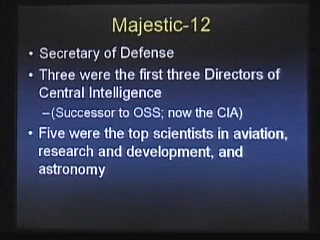 Majestic-12
• Secretary of Defense
• Three were the first three Directors of
Central Intelligence
–(Successor to OSS; now the CIA)
• Five were the top scientists in aviation,
research and development, and
astronomy